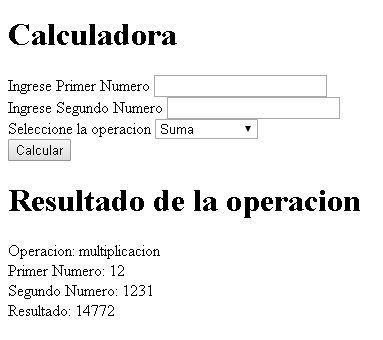 Calculadora
Ingrese Primer Numero
Ingrese Segundo Numero
Seleccione la operacion Suma
Calcular
Resultado de la operacion
Operacion: multiplicacion
Primer Numero: 12
Segundo Numero: 1231
Resultado: 14772